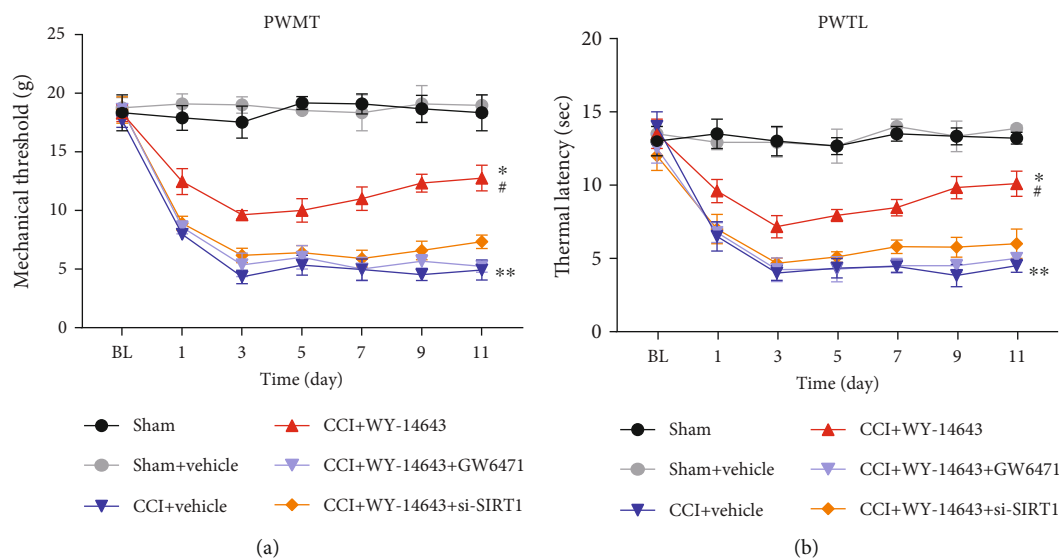 PWMT
25
20
15
10
5
0
Mechanical threshold (g)
*
#
**
BL 1 3 5 7 9 11
Time (day)
Sham
Sham+vehicle
CCI+vehicle
CCI+WY-14643
CCI+WY-14643+GW6471
CCI+WY-14643+si-SIRT1
(a)
PWTL
20
15
10
5
0
Thermal latency (sec)
*
#
**
BL 1 3 5 7 9 11
Time (day)
Sham
Sham+vehicle
CCI+vehicle
CCI+WY-14643
CCI+WY-14643+GW6471
CCI+WY-14643+si-SIRT1
(b)